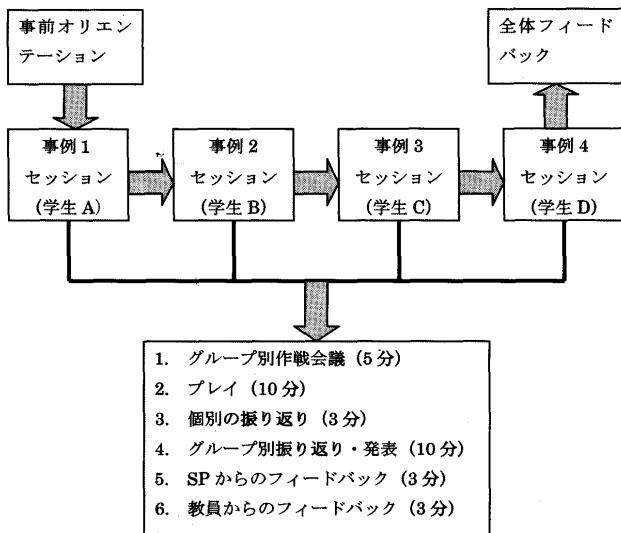 事前オリエン
テーション
全体フィード
バック
事例 1
セッション
(学生 A)
事例 2
セッション
(学生 B)
事例 3
セッション
(学生 C)
事例 4
セッション
(学生 D)
1. グループ別作戦会議 (5 分)
2. プレイ (10 分)
3. 個別の振り返り (3 分)
4. グループ別振り返り・発表 (10 分)
5. SP からのフィードバック (3 分)
6. 教員からのフィードバック (3 分)